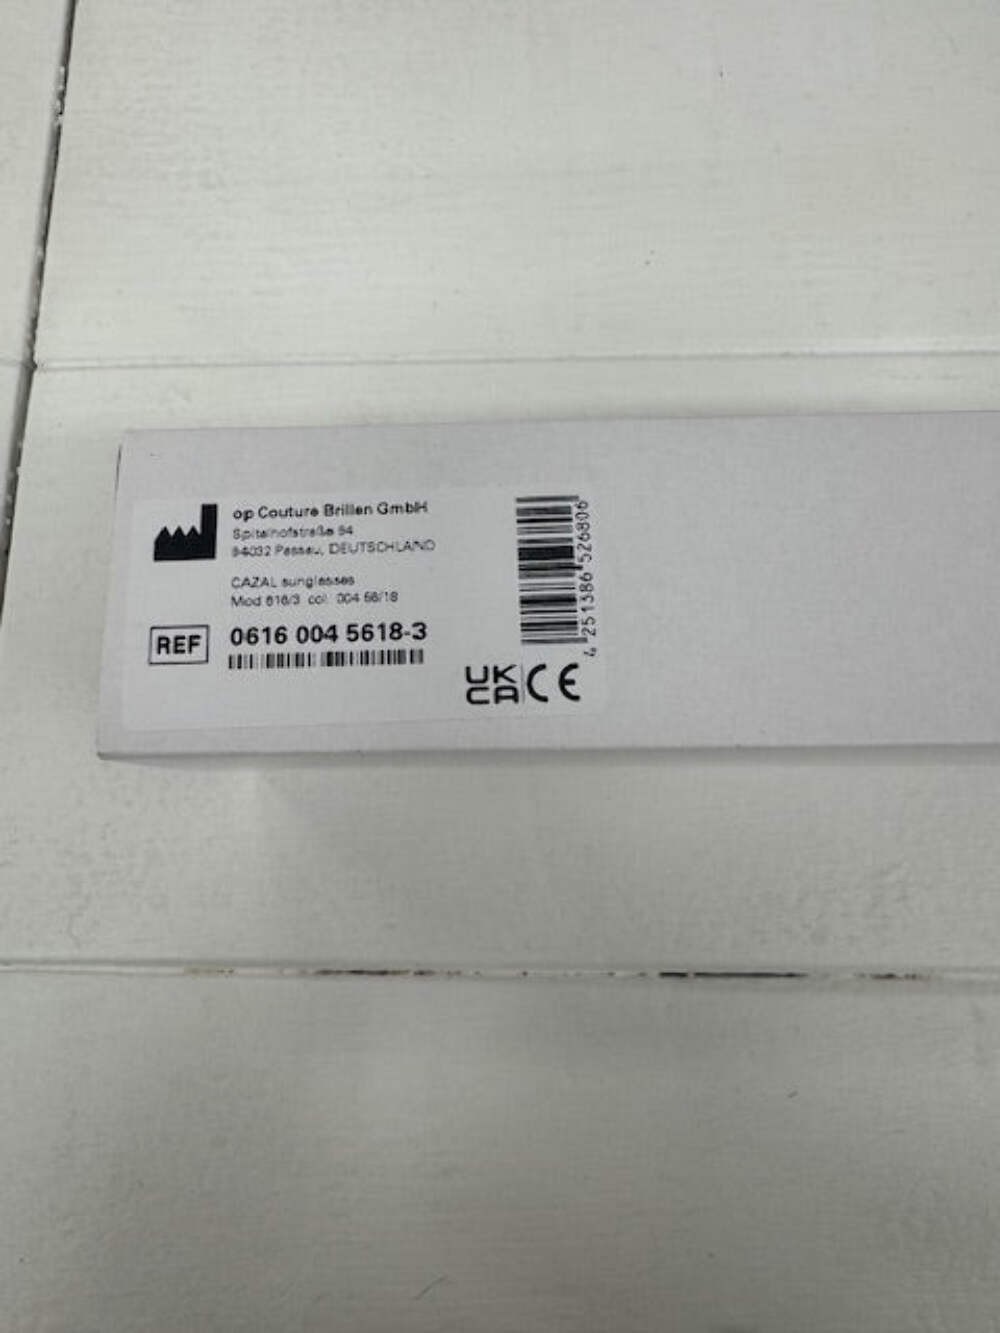 op Couture Brillen GmbH
Spitalhofstraße 94
94032 Passau, DEUTSCHLAND
CAZAL sunglasses
Mod 616/3 col. 004 56/18
REF
0616 004 5618-3
4 251386 526806
UK
CA
CE